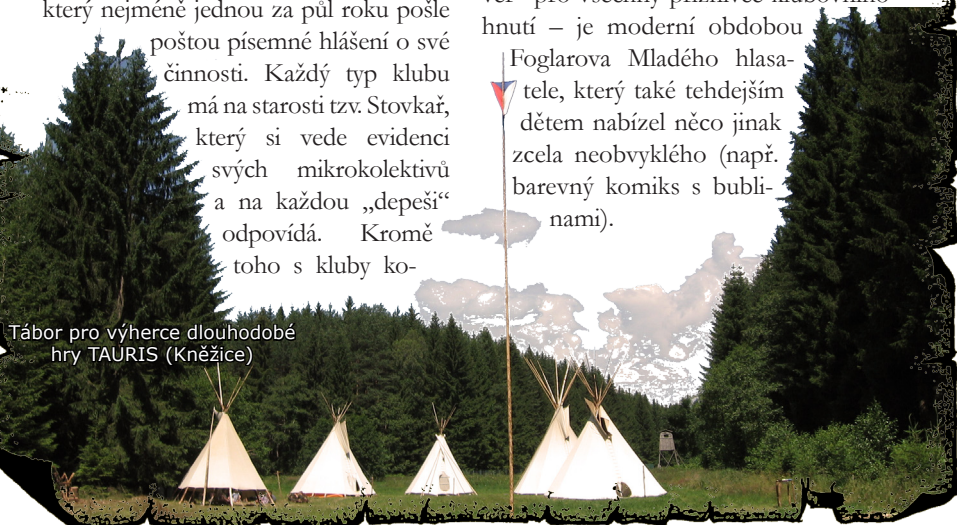 který nejméně jednou za půl roku pošle
poštou písemné hlášení o své
činnosti. Každý typ klubu
má na starosti tzv. Stovkař,
který si vede evidenci
svých mikrokolektivů
a na každou „depeši“
odpovídá. Kromě
toho s kluby ko-
hnutí – je moderní obdobou
Foglarova Mladého hlasa-
tele, který také tehdejším
dětem nabízel něco jinak
zcela neobvyklého (např.
barevný komiks s bubli-
nami).
Tábor pro výherce dlouhodobé
hry TAURIS (Kněžice)